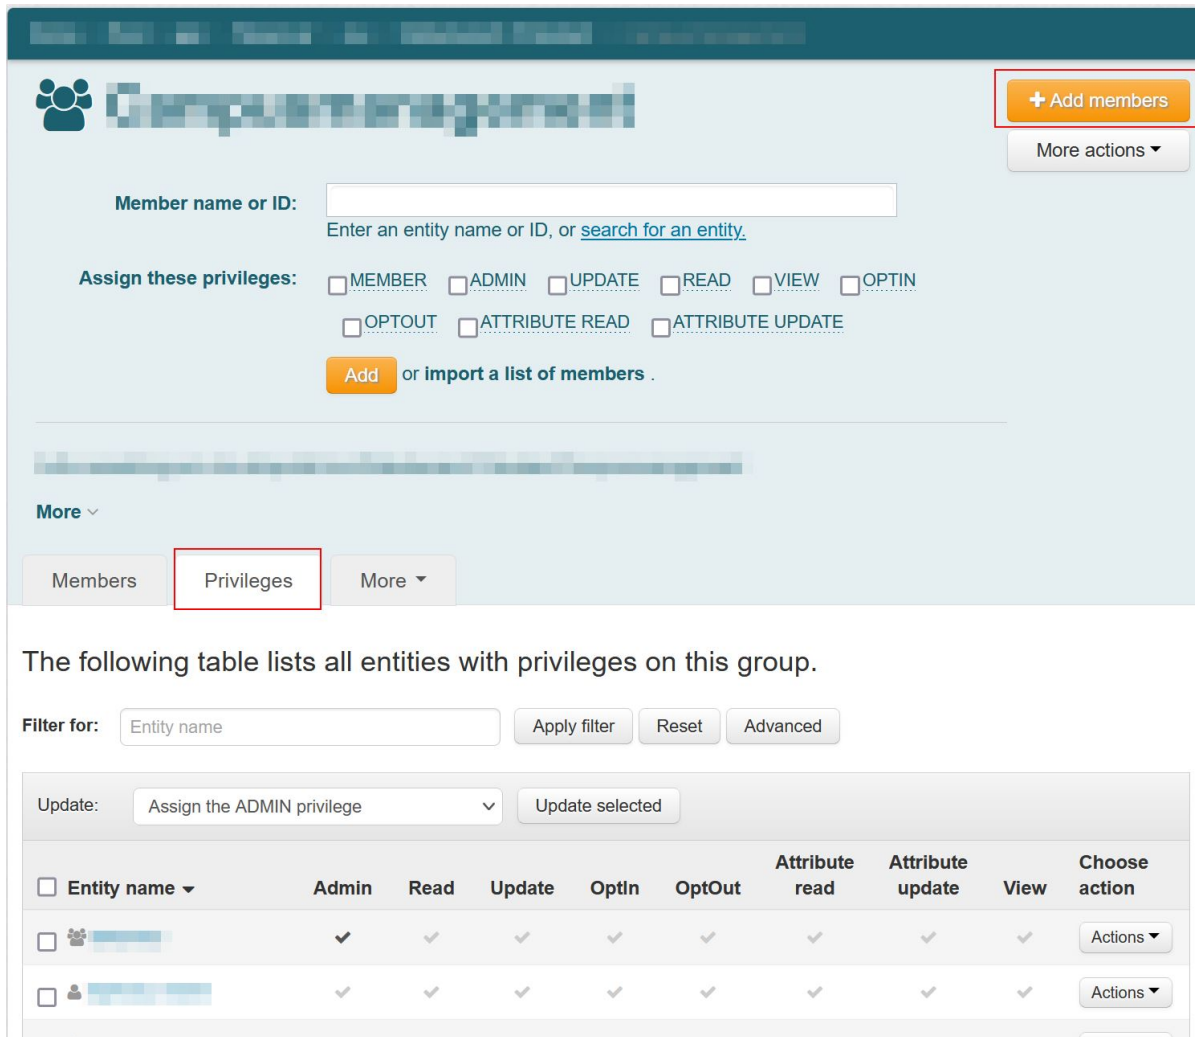 + Add members
More actions
Member name or ID:
Enter an entity name or ID, or search for an entity.
Assign these privileges: MEMBER ADMIN UPDATE READ VIEW OPTIN
OPTOUT ATTRIBUTE READ ATTRIBUTE UPDATE
Add or import a list of members .
More
Members Privileges More
The following table lists all entities with privileges on this group.
Filter for: Entity name Apply filter Reset Advanced
Update: Assign the ADMIN privilege Update selected
Entity name Admin Read Update OptIn OptOut Attribute read Attribute update View Choose action
Actions
Actions